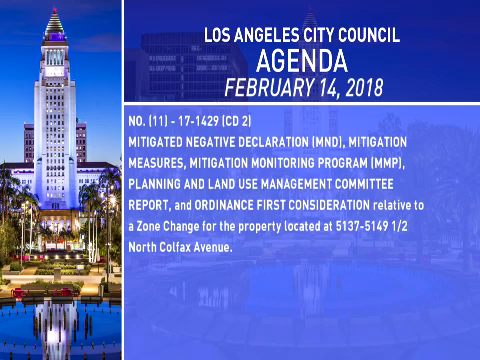 LOS ANGELES CITY COUNCIL
AGENDA
FEBRUARY 14, 2018
NO. (11) - 17-1429 (CD 2)
MITIGATED NEGATIVE DECLARATION (MND), MITIGATION
MEASURES, MITIGATION MONITORING PROGRAM (MMP),
PLANNING AND LAND USE MANAGEMENT COMMITTEE
REPORT, and ORDINANCE FIRST CONSIDERATION relative to
a Zone Change for the property located at 5137-5149 1/2
North Colfax Avenue.